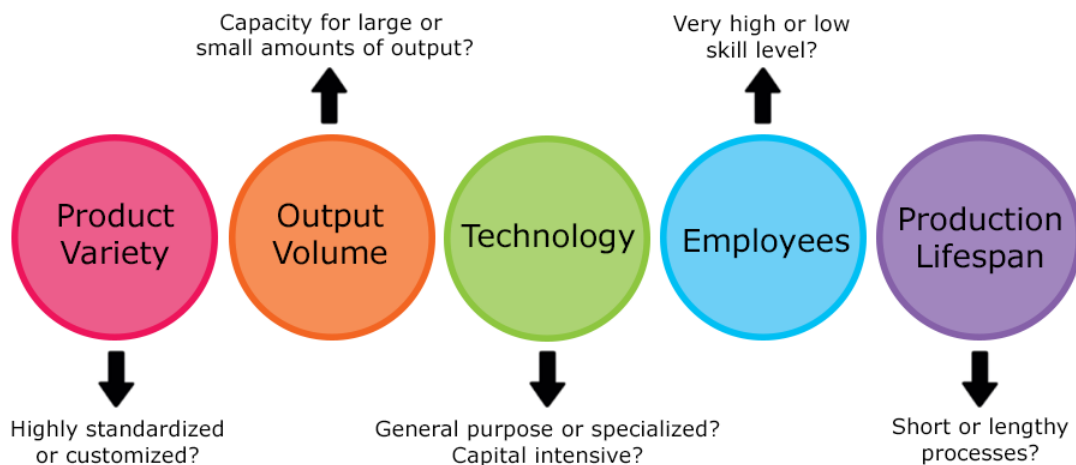 Capacity for large or
small amounts of output?
Very high or low
skill level?
Product
Variety
Output
Volume
Technology
Employees
Production
Lifespan
Highly standardized
or customized?
General purpose or specialized?
Capital intensive?
Short or lengthy
processes?